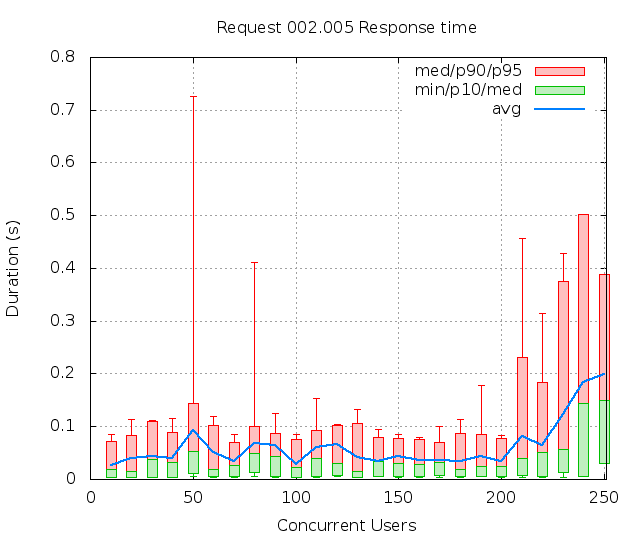 Request 002.005 Response time
med/p90/p95
min/p10/med
avg
Duration (s)
0.8
0.7
0.6
0.5
0.4
0.3
0.2
0.1
0
0 50 100 150 200 250
Concurrent Users